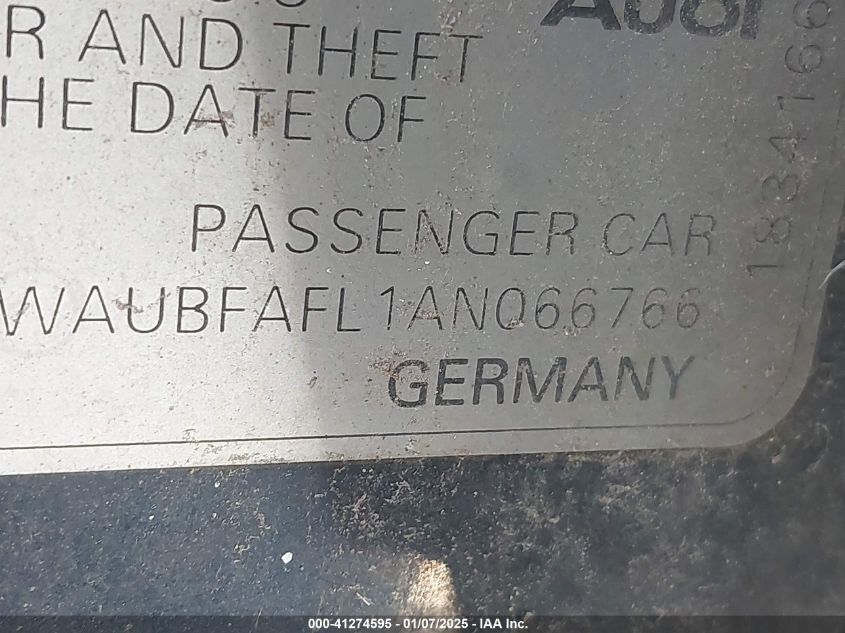 Audi
R AND THEFT
HE DATE OF
PASSENGER CAR
WAUBFAFL1AN066766
GERMANY
1834166
000-41274595 - 01/07/2025 - IAA Inc.